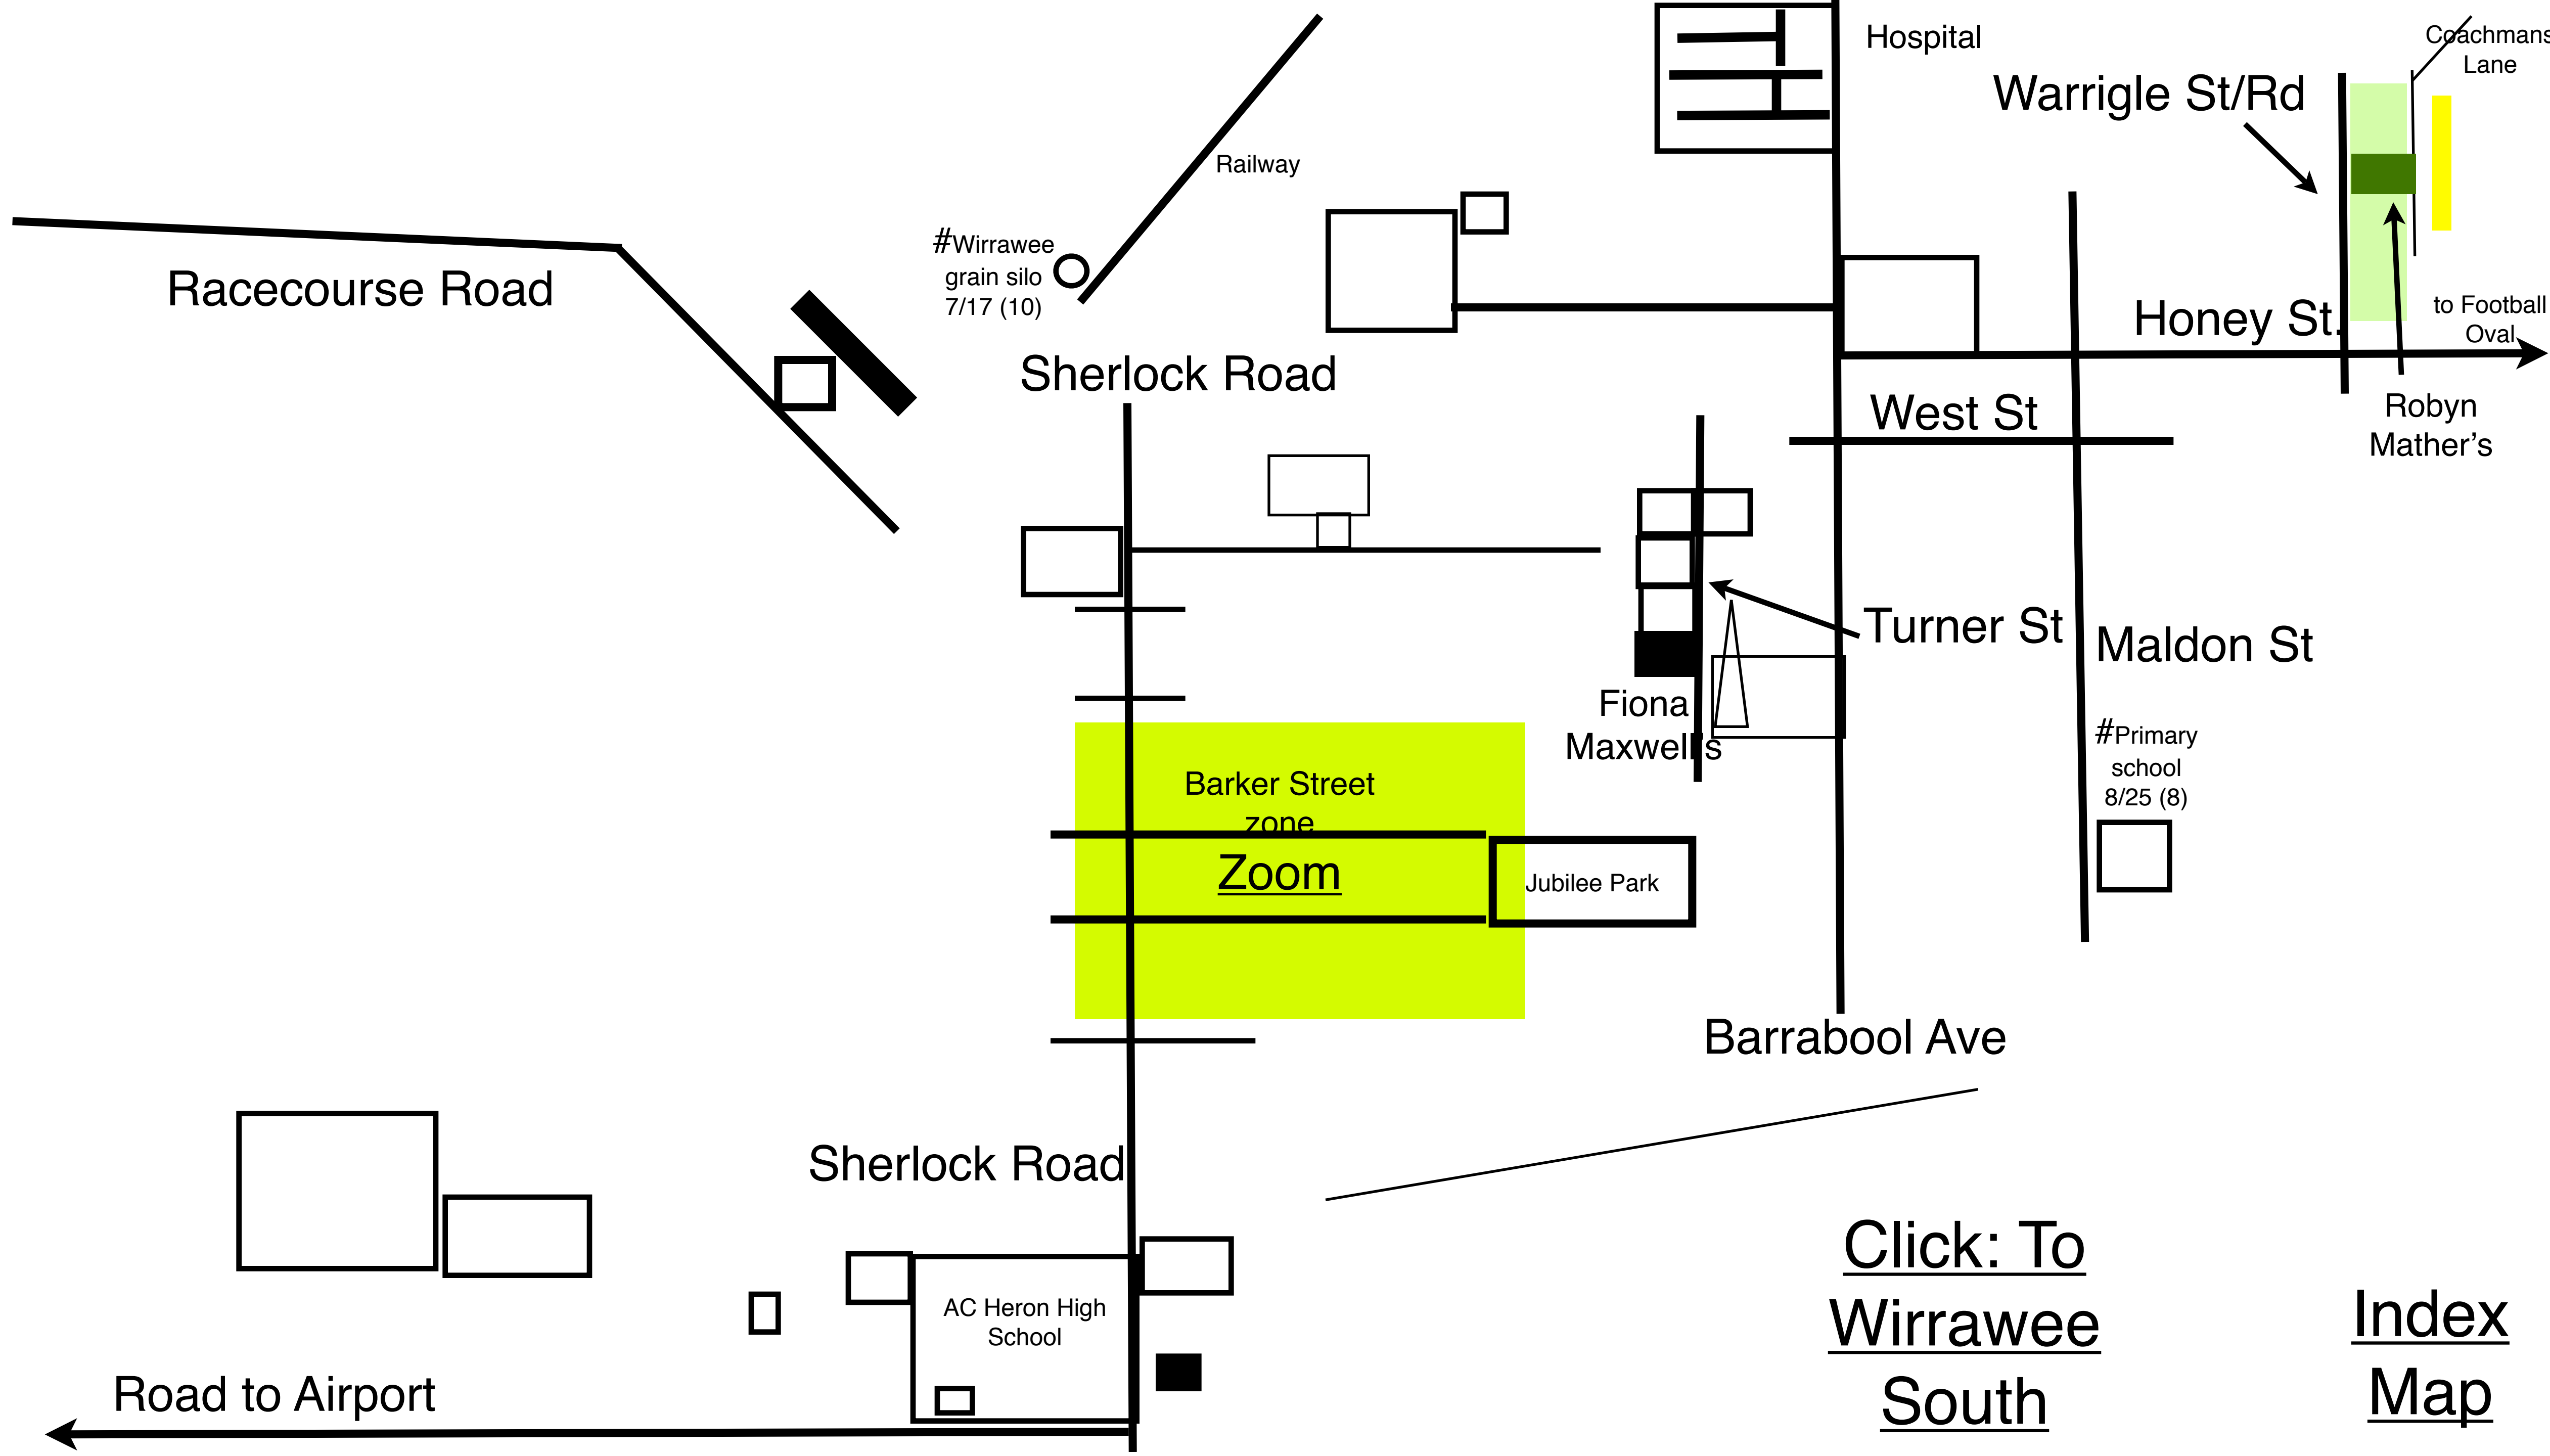 Hospital
Coachmans
Lane
Warrigle St/Rd
Railway
#Wirrawee
grain silo
7/17 (10)
Racecourse Road
Honey St.
to Football
Oval
Sherlock Road
West St
Robyn
Mather’s
Turner St
Maldon St
Fiona
Maxwell’s
#Primary
school
8/25 (8)
Barker Street
zone
Zoom
Jubilee Park
Barrabool Ave
Sherlock Road
AC Heron High
School
Road to Airport
Click: To
Wirrawee
South
Index
Map